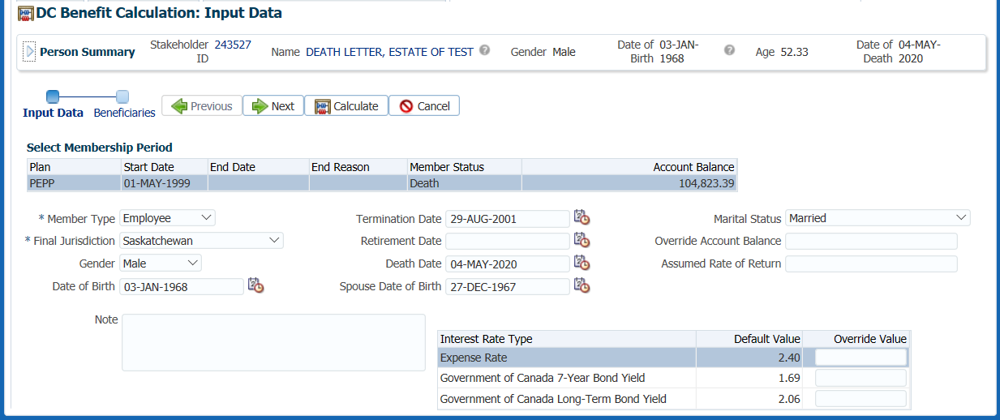 DC Benefit Calculation: Input Data
Person Summary Stakeholder ID 243527 Name DEATH LETTER, ESTATE OF TEST Gender Male Date of Birth 03-JAN-1968 Age 52.33 Date of Death 04-MAY-2020
Input Data Beneficiaries Previous Next Calculate Cancel
Select Membership Period
Plan Start Date End Date End Reason Member Status Account Balance
PEPP 01-MAY-1999 Death 104,823.39
* Member Type Employee Termination Date 29-AUG-2001 Marital Status Married
* Final Jurisdiction Saskatchewan Retirement Date Override Account Balance
Gender Male Death Date 04-MAY-2020 Assumed Rate of Return
Date of Birth 03-JAN-1968 Spouse Date of Birth 27-DEC-1967
Note
Interest Rate Type Default Value Override Value
Expense Rate 2.40
Government of Canada 7-Year Bond Yield 1.69
Government of Canada Long-Term Bond Yield 2.06